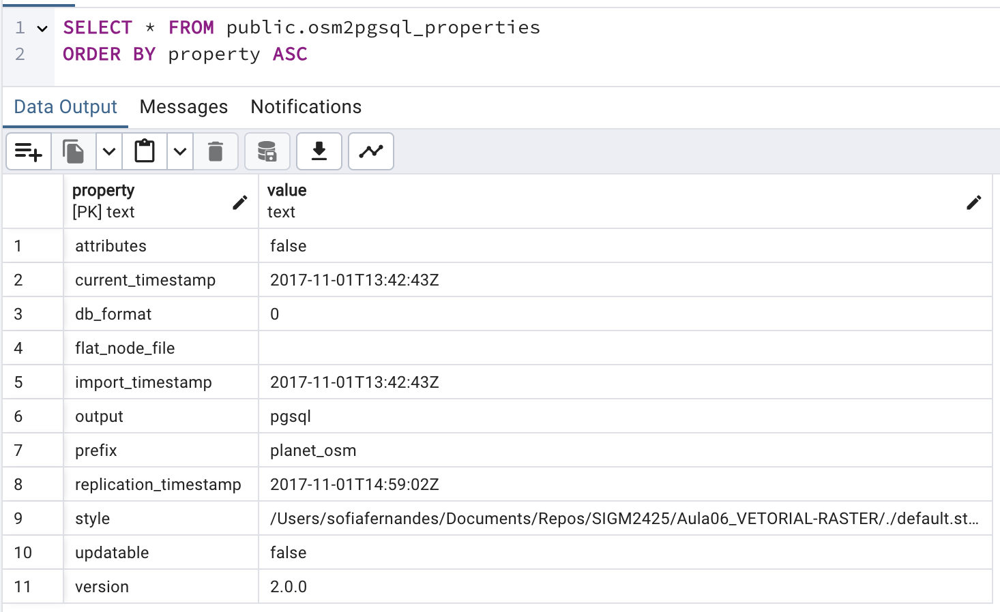 1 SELECT * FROM public.osm2pgsql_properties
2 ORDER BY property ASC
Data Output Messages Notifications
property value
[PK] text text
1 attributes false
2 current_timestamp 2017-11-01T13:42:43Z
3 db_format 0
4 flat_node_file
5 import_timestamp 2017-11-01T13:42:43Z
6 output pgsql
7 prefix planet_osm
8 replication_timestamp 2017-11-01T14:59:02Z
9 style /Users/sofiafernandes/Documents/Repos/SIGM2425/Aula06_VETORIAL-RASTER/./default.st...
10 updatable false
11 version 2.0.0